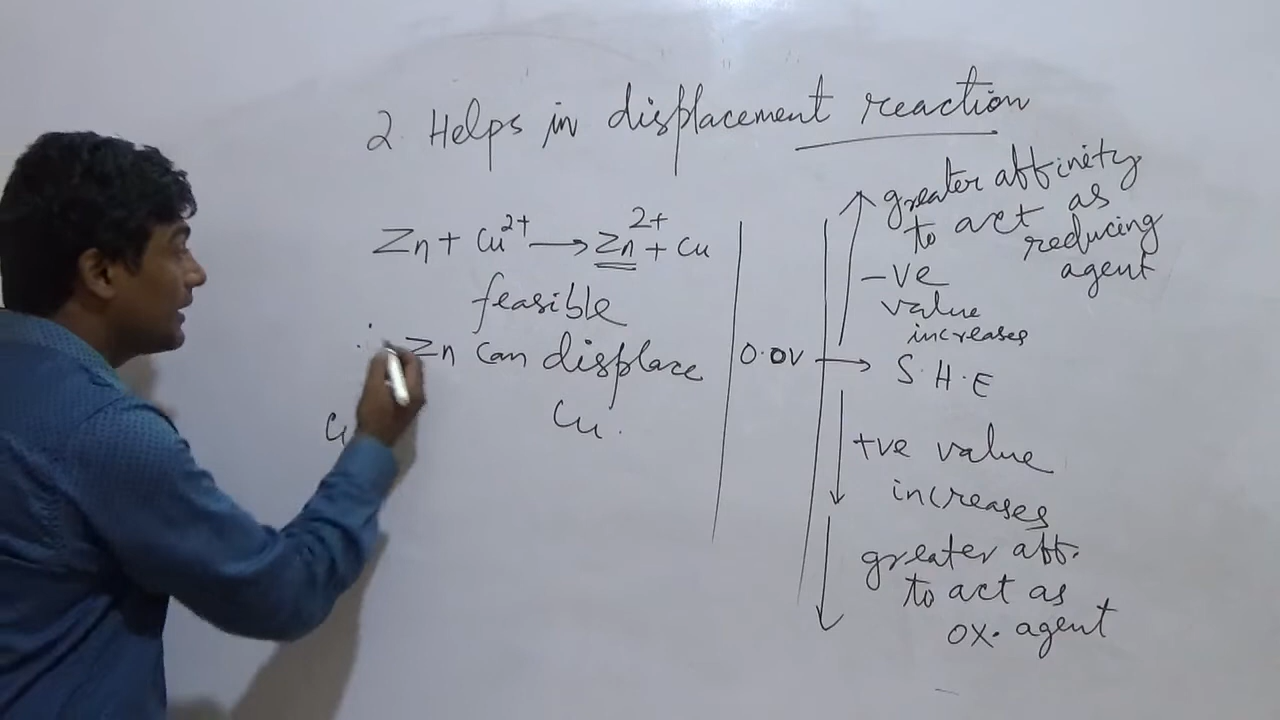 2. Helps in displacement reaction
Zn + Cu²⁺ → Zn²⁺ + Cu
feasible
∴ Zn can displace
Cu.
0.0V
greater affinity
to act as
reducing
agent
-ve
value
increases
S.H.E
+ve value
increases
greater aff.
to act as
ox. agent